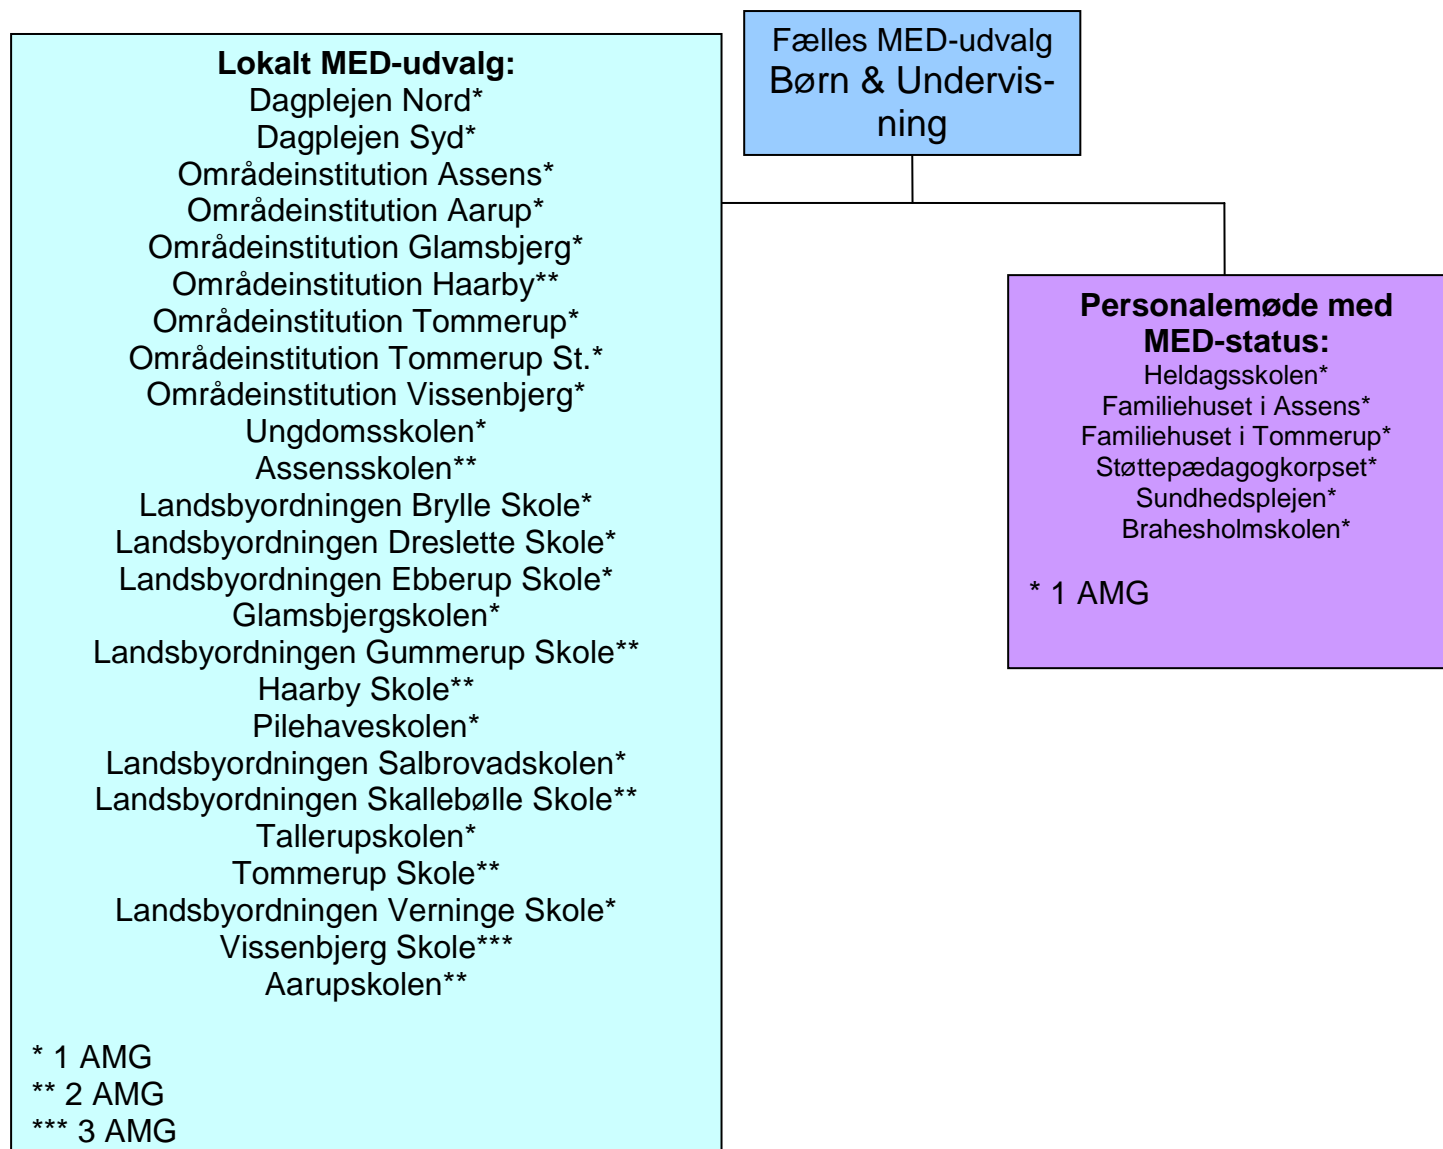 Fælles MED-udvalg
Børn & Undervis-
ning
Lokalt MED-udvalg:
Dagplejen Nord*
Dagplejen Syd*
Områdeinstitution Assens*
Områdeinstitution Aarup*
Områdeinstitution Glamsbjerg*
Områdeinstitution Haarby**
Områdeinstitution Tommerup*
Områdeinstitution Tommerup St.*
Områdeinstitution Vissenbjerg*
Ungdomsskolen*
Assensskolen**
Landsbyordningen Brylle Skole*
Landsbyordningen Dreslette Skole*
Landsbyordningen Ebberup Skole*
Glamsbjergskolen*
Landsbyordningen Gummerup Skole**
Haarby Skole**
Pilehaveskolen*
Landsbyordningen Salbrovadskolen*
Landsbyordningen Skallebølle Skole**
Tallerupskolen*
Tommerup Skole**
Landsbyordningen Verninge Skole*
Vissenbjerg Skole***
Aarupskolen**
* 1 AMG
** 2 AMG
*** 3 AMG
Personalemøde med
MED-status:
Heldagsskolen*
Familiehuset i Assens*
Familiehuset i Tommerup*
Støttepædagogkorpset*
Sundhedsplejen*
Brahesholmskolen*
* 1 AMG